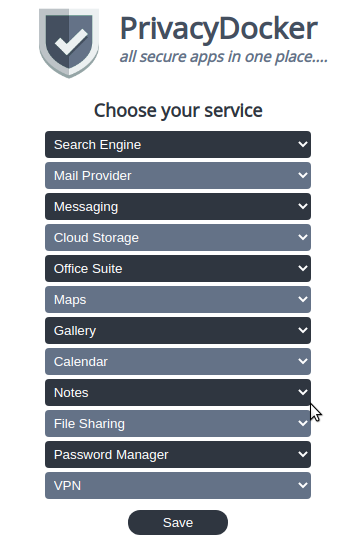 PrivacyDocker
all secure apps in one place....
Choose your service
Search Engine
Mail Provider
Messaging
Cloud Storage
Office Suite
Maps
Gallery
Calendar
Notes
File Sharing
Password Manager
VPN
Save